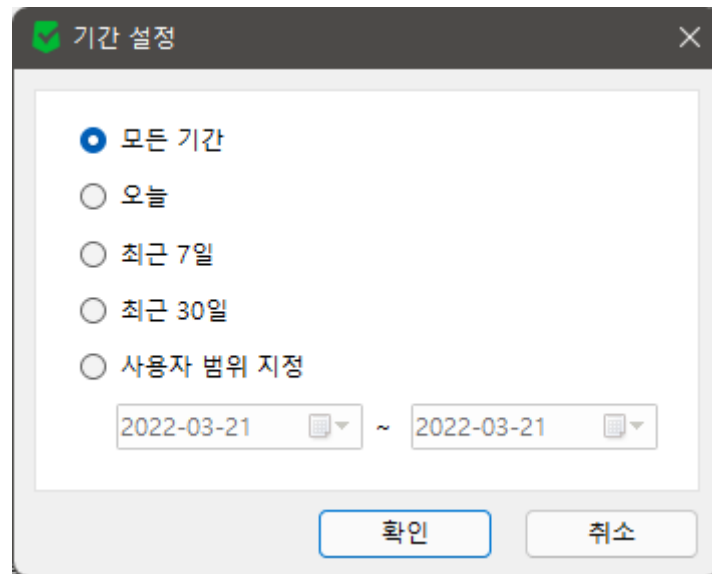 기간 설정
모든 기간
오늘
최근 7일
최근 30일
사용자 범위 지정
2022-03-21 ~ 2022-03-21
확인 취소